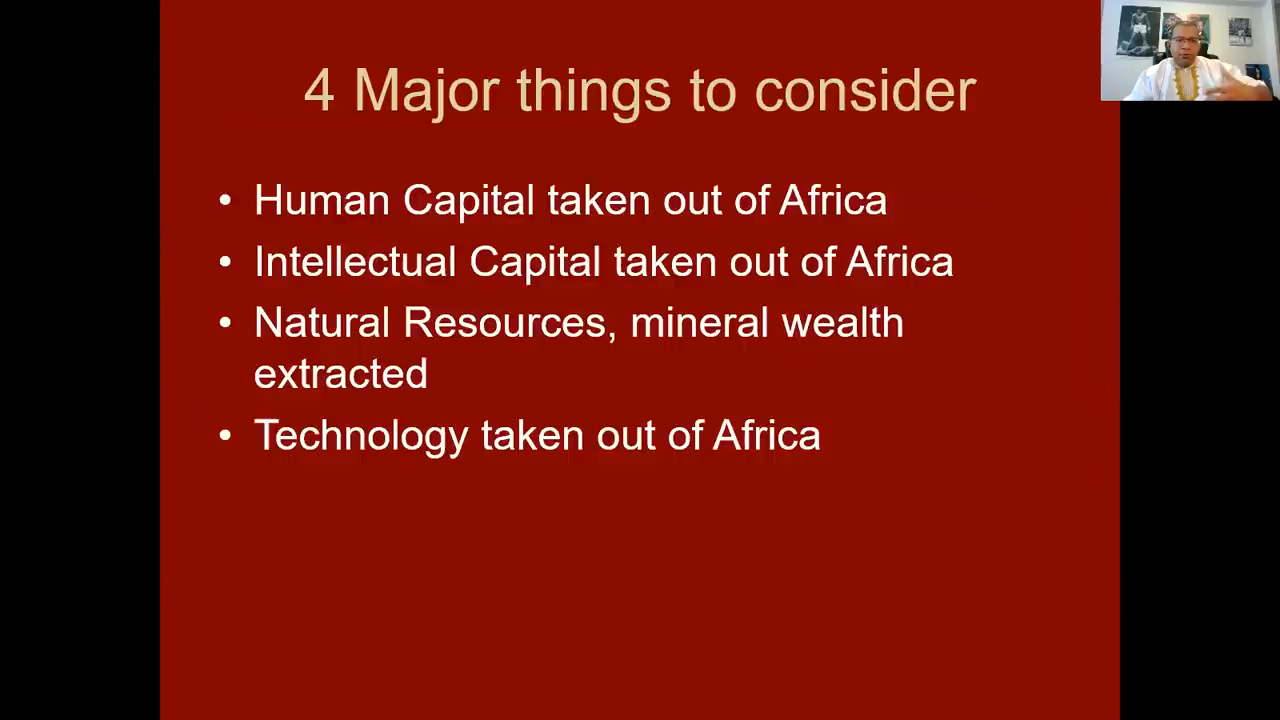 4 Major things to consider
• Human Capital taken out of Africa
• Intellectual Capital taken out of Africa
• Natural Resources, mineral wealth
extracted
• Technology taken out of Africa